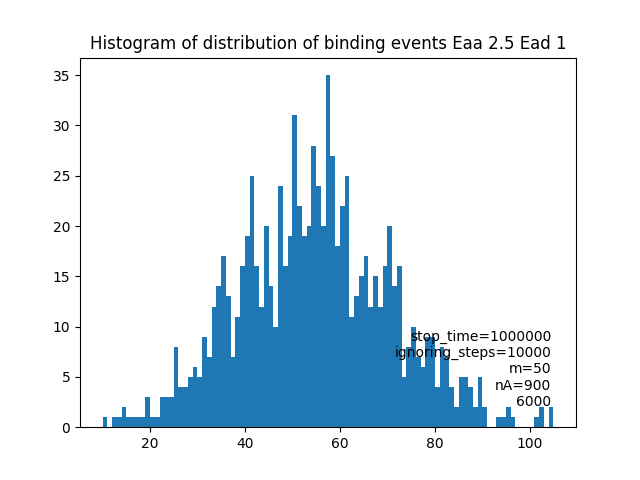 Histogram of distribution of binding events Eaa 2.5 Ead 1
35
30
25
20
15
10
5
0
stop_time=1000000
ignoring_steps=10000
m=50
nA=900
6000
20 40 60 80 100